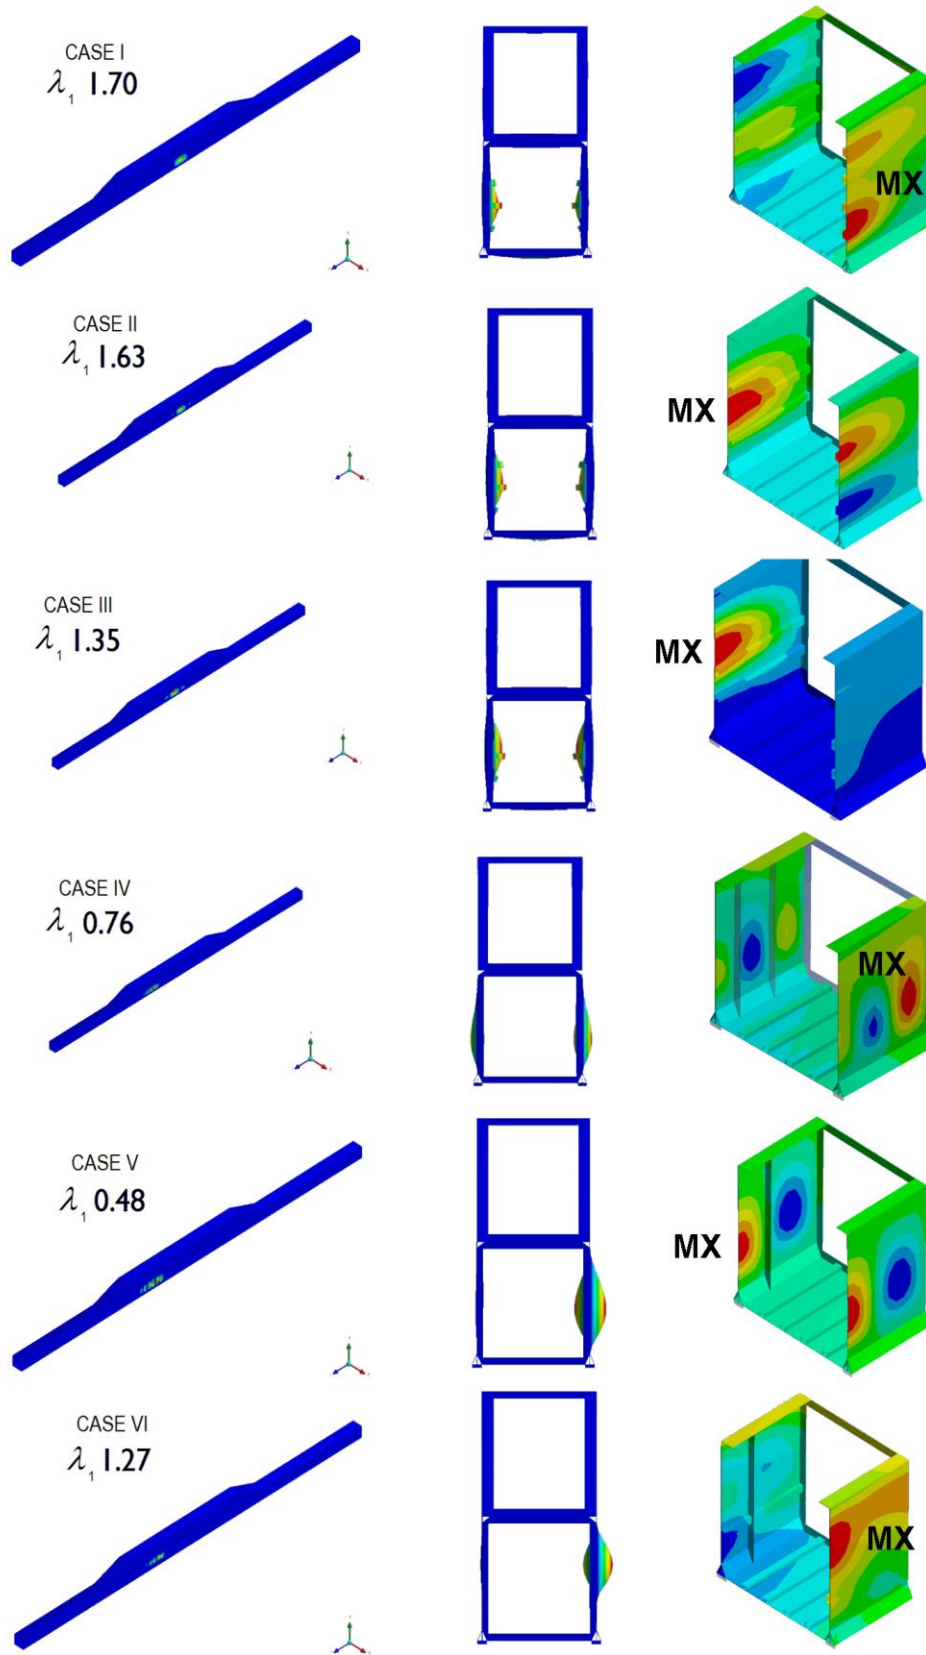 CASE I
λ₁ 1.70
MX
CASE II
λ₁ 1.63
MX
CASE III
λ₁ 1.35
MX
CASE IV
λ₁ 0.76
MX
CASE V
λ₁ 0.48
MX
CASE VI
λ₁ 1.27
MX